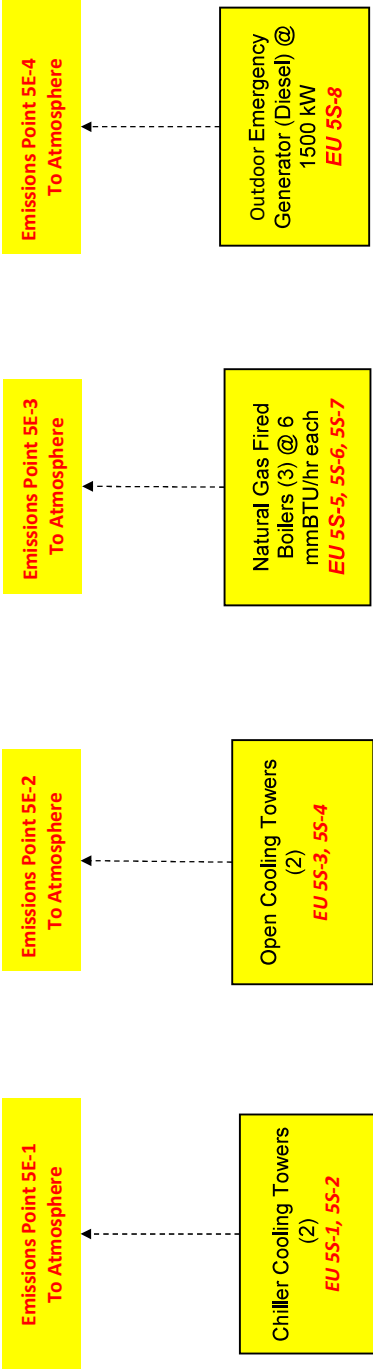 Emissions Point 5E-1
To Atmosphere
Chiller Cooling Towers
(2)
EU 5S-1, 5S-2
Emissions Point 5E-2
To Atmosphere
Open Cooling Towers
(2)
EU 5S-3, 5S-4
Emissions Point 5E-3
To Atmosphere
Natural Gas Fired
Boilers (3) @ 6
mmBTU/hr each
EU 5S-5, 5S-6, 5S-7
Emissions Point 5E-4
To Atmosphere
Outdoor Emergency
Generator (Diesel) @
1500 kW
EU 5S-8